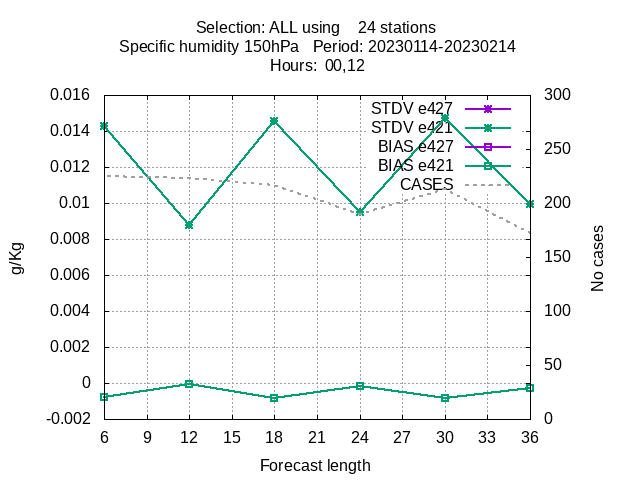 Selection: ALL using    24 stations
Specific humidity 150hPa   Period: 20230114-20230214
Hours: 00,12
0.016
0.014
0.012
0.01
0.008
0.006
0.004
0.002
0
-0.002
g/Kg
STDV e427
STDV e421
BIAS e427
BIAS e421
CASES
300
250
200
150
100
50
0
No cases
6 9 12 15 18 21 24 27 30 33 36
Forecast length